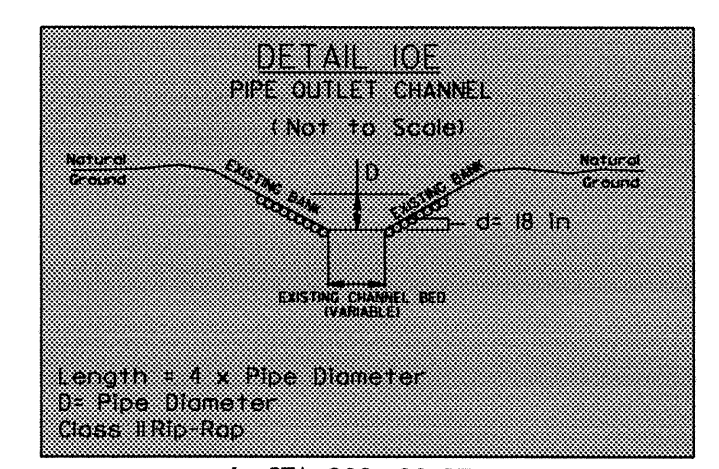 DETAIL 10E
PIPE OUTLET CHANNEL
(Not to Scale)
Natural
Ground
EXISTING BANK
D
EXISTING BANK
Natural
Ground
d= 18 In
EXISTING CHANNEL BED
(VARIABLE)
Length = 4 x Pipe Diameter
D= Pipe Diameter
Class II Rip-Rap